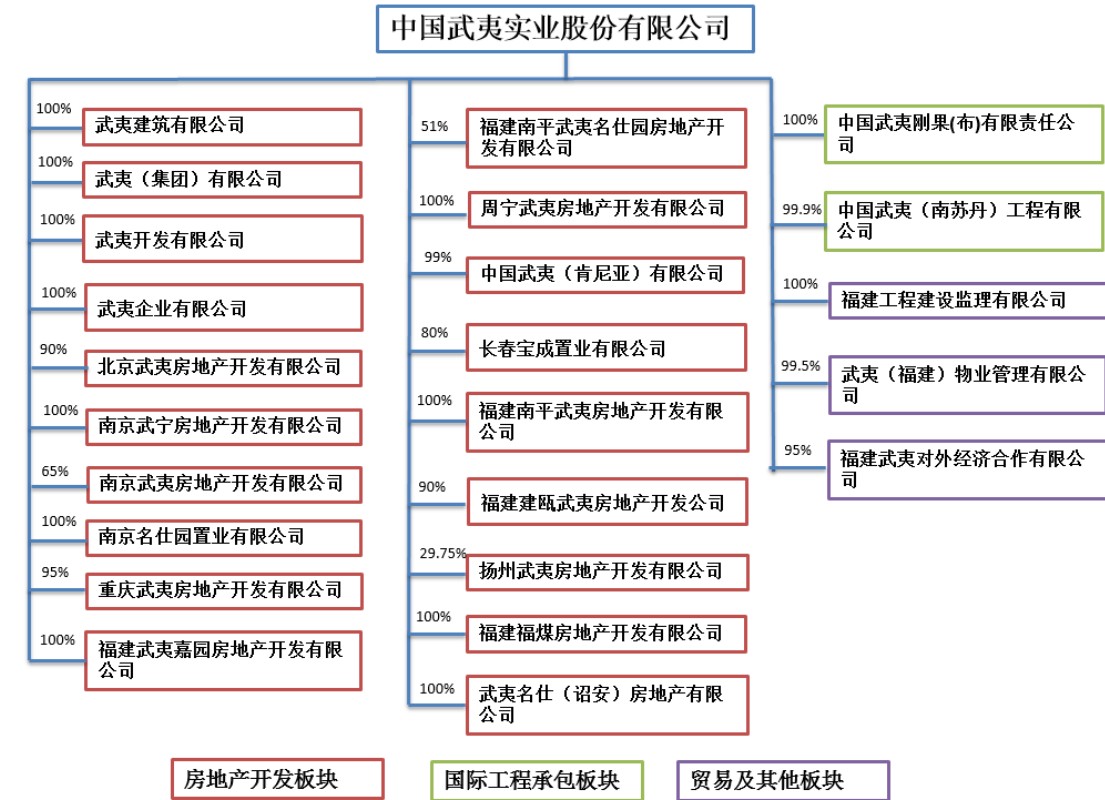 中国武夷实业股份有限公司
100%
武夷建筑有限公司
100%
武夷（集团）有限公司
100%
武夷开发有限公司
100%
武夷企业有限公司
90%
北京武夷房地产开发有限公司
100%
南京武宁房地产开发有限公司
65%
南京武夷房地产开发有限公司
100%
南京名仕园置业有限公司
95%
重庆武夷房地产开发有限公司
100%
福建武夷嘉园房地产开发有限
公司
51%
福建南平武夷名仕园房地产开
发有限公司
100%
周宁武夷房地产开发有限公司
99%
中国武夷（肯尼亚）有限公司
80%
长春宝成置业有限公司
100%
福建南平武夷房地产开发有限
公司
90%
福建建瓯武夷房地产开发公司
29.75%
扬州武夷房地产开发有限公司
100%
福建福煤房地产开发有限公司
100%
武夷名仕（诏安）房地产有限
公司
100%
中国武夷刚果(布)有限责任公
司
99.9%
中国武夷（南苏丹）工程有限
公司
100%
福建工程建设监理有限公司
99.5%
武夷（福建）物业管理有限公
司
95%
福建武夷对外经济合作有限公
司
房地产开发板块
国际工程承包板块
贸易及其他板块